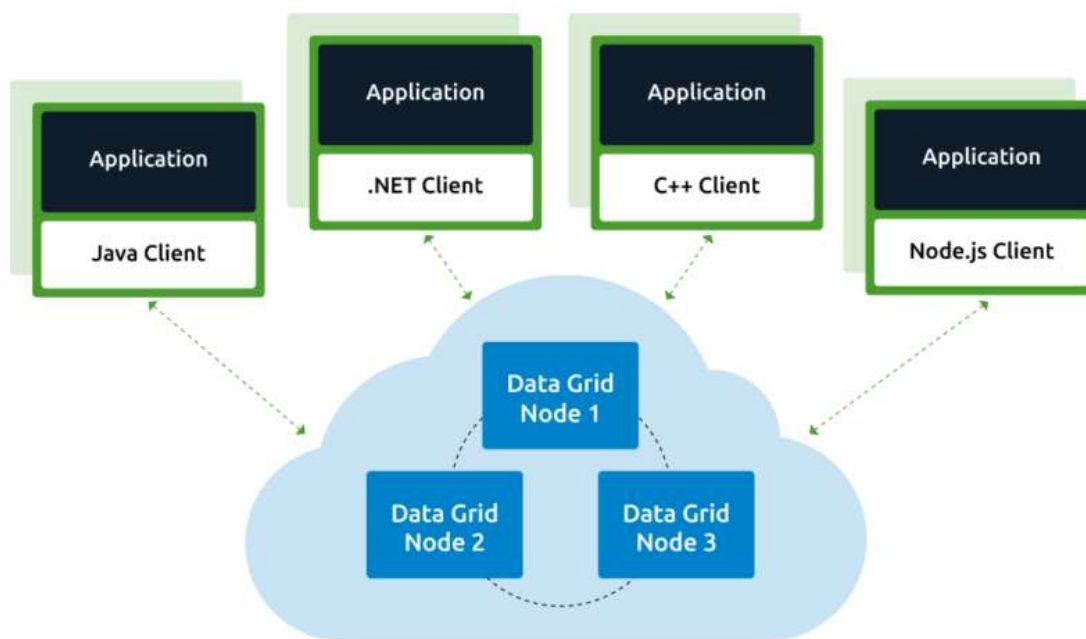 Application
Java Client
Application
.NET Client
Application
C++ Client
Application
Node.js Client
Data Grid
Node 1
Data Grid
Node 2
Data Grid
Node 3